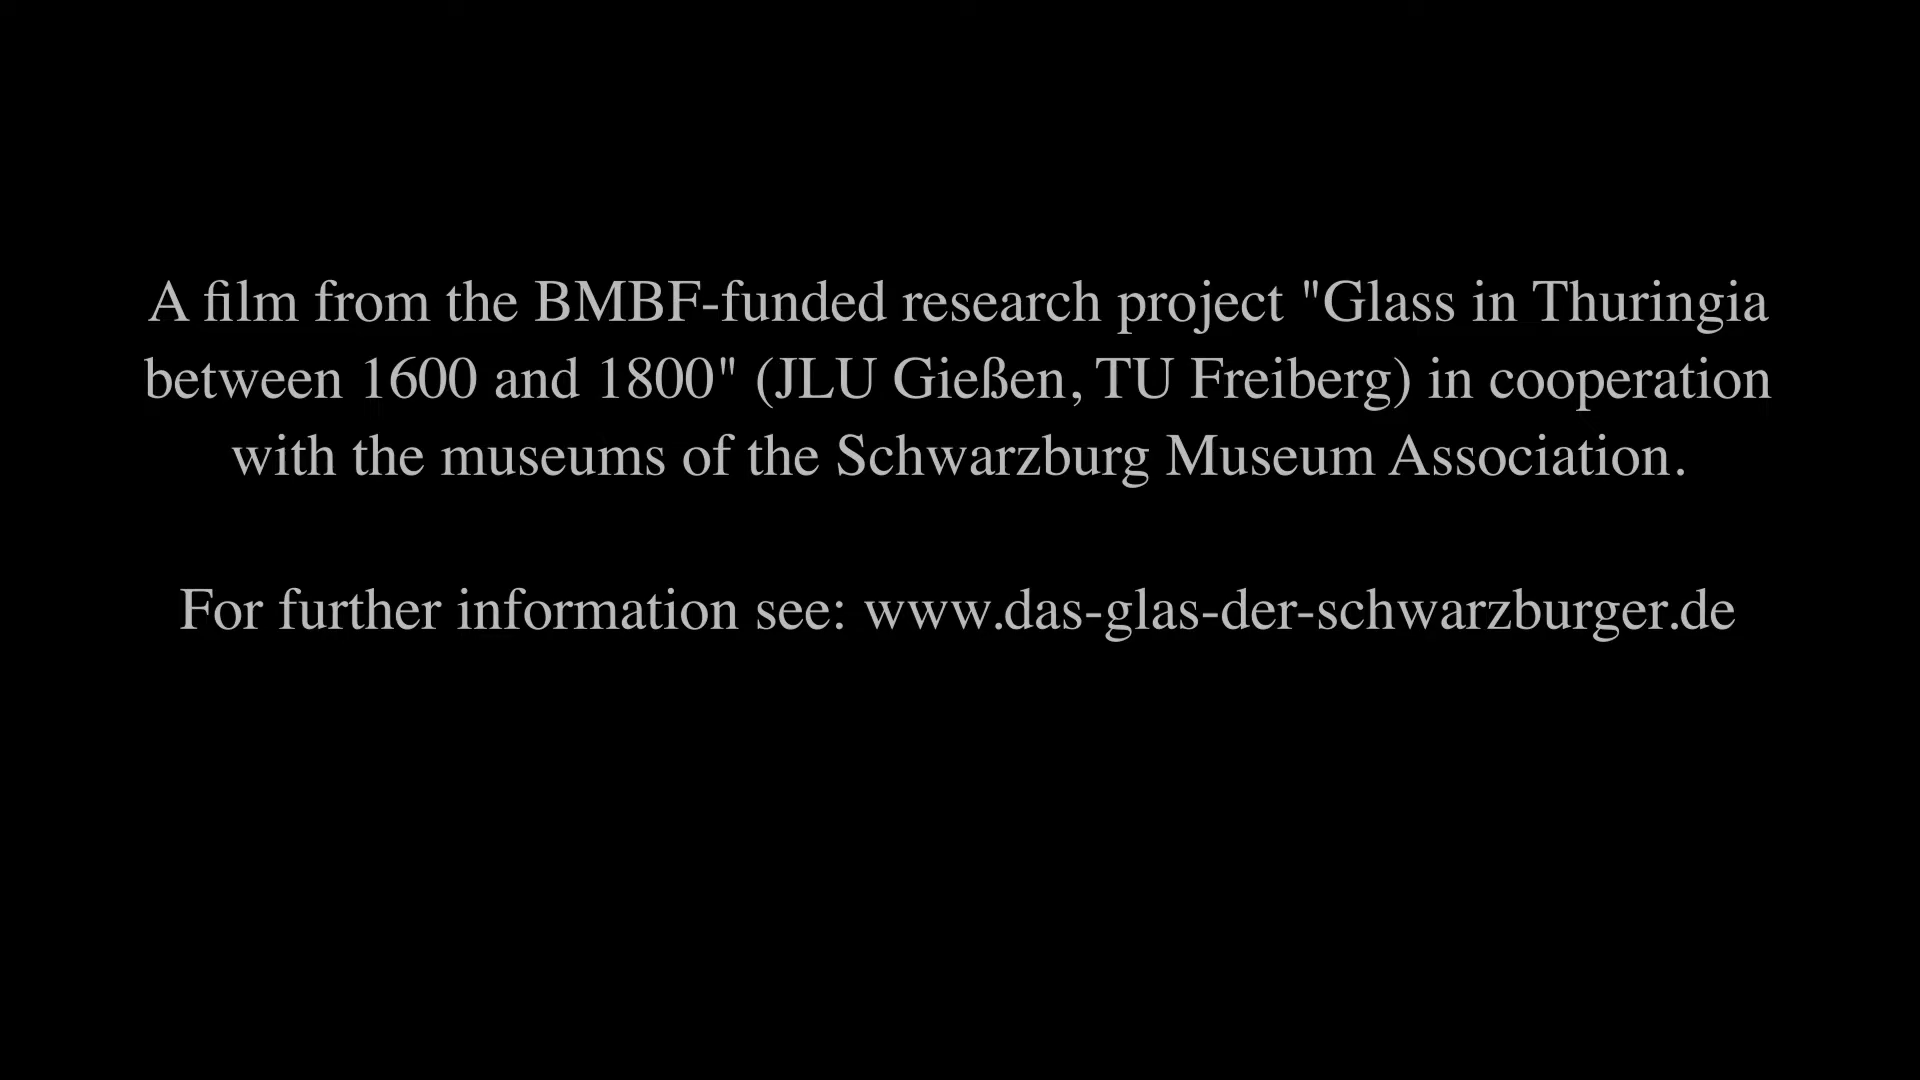 A film from the BMBF-funded research project "Glass in Thuringia
between 1600 and 1800" (JLU Gießen, TU Freiberg) in cooperation
with the museums of the Schwarzburg Museum Association.
For further information see: www.das-glas-der-schwarzburger.de